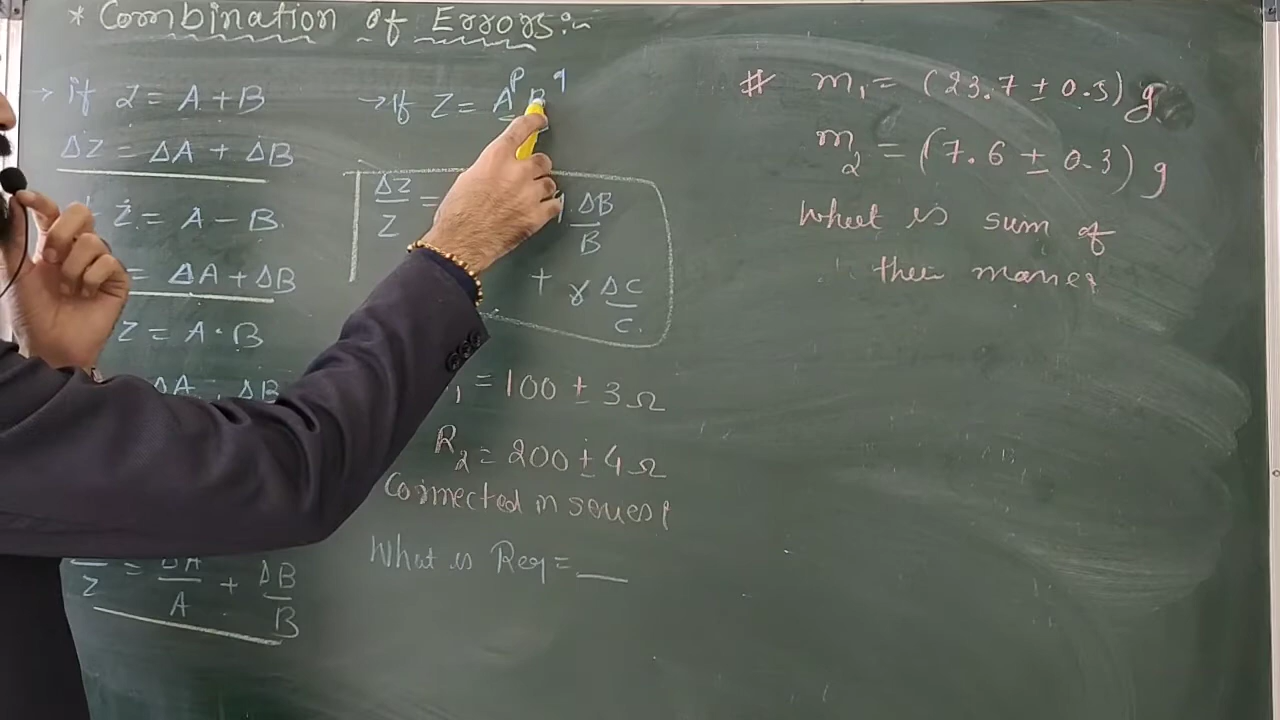 * Combination of Errors:-
→ if Z = A + B
ΔZ = ΔA + ΔB
Z = A - B.
= ΔA + ΔB
Z = A · B
ΔA . ΔB
Z = ΔA/A + ΔB/B
→ if Z = A^p B^q
ΔZ/Z = q ΔB/B
+ r ΔC/C.
1 = 100 ± 3 Ω
R2 = 200 ± 4 Ω
Connected in series
What is Req = __
# m1 = (23.7 ± 0.5) g
m2 = (7.6 ± 0.3) g
What is sum of
their masses